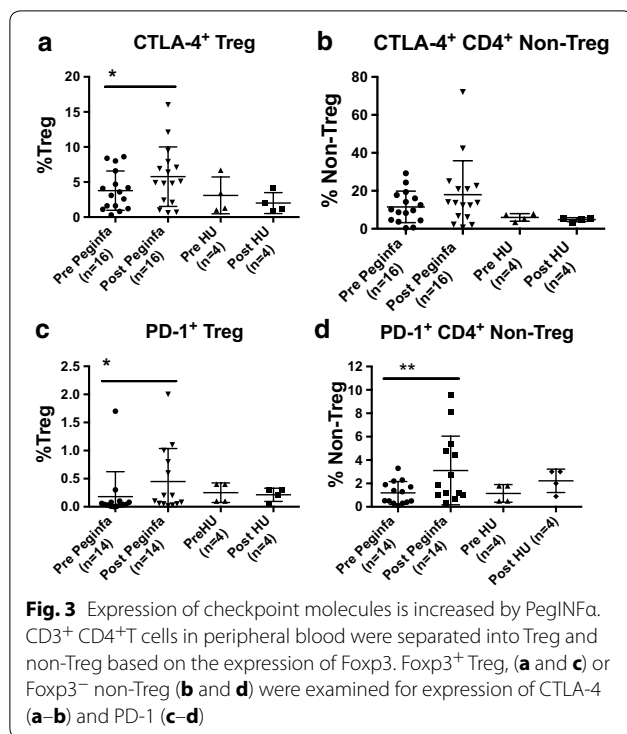 a CTLA-4⁺ Treg
*
%Treg
20
15
10
5
0
Pre Peginfa (n=16)
Post Peginfa (n=16)
Pre HU (n=4)
Post HU (n=4)
b CTLA-4⁺ CD4⁺ Non-Treg
% Non-Treg
80
60
40
20
0
Pre Peginfa (n=16)
Post Peginfa (n=16)
Pre HU (n=4)
Post HU (n=4)
c PD-1⁺ Treg
*
%Treg
2.5
2.0
1.5
1.0
0.5
0.0
Pre Peginfa (n=14)
Post Peginfa (n=14)
PreHU (n=4)
Post HU (n=4)
d PD-1⁺ CD4⁺ Non-Treg
**
% Non-Treg
12
10
8
6
4
2
0
Pre Peginfa (n=14)
Post Peginfa (n=14)
Pre HU (n=4)
Post HU (n=4)
Fig. 3 Expression of checkpoint molecules is increased by PegINFα.
CD3⁺ CD4⁺T cells in peripheral blood were separated into Treg and
non-Treg based on the expression of Foxp3. Foxp3⁺ Treg, (a and c) or
Foxp3⁻ non-Treg (b and d) were examined for expression of CTLA-4
(a–b) and PD-1 (c–d)